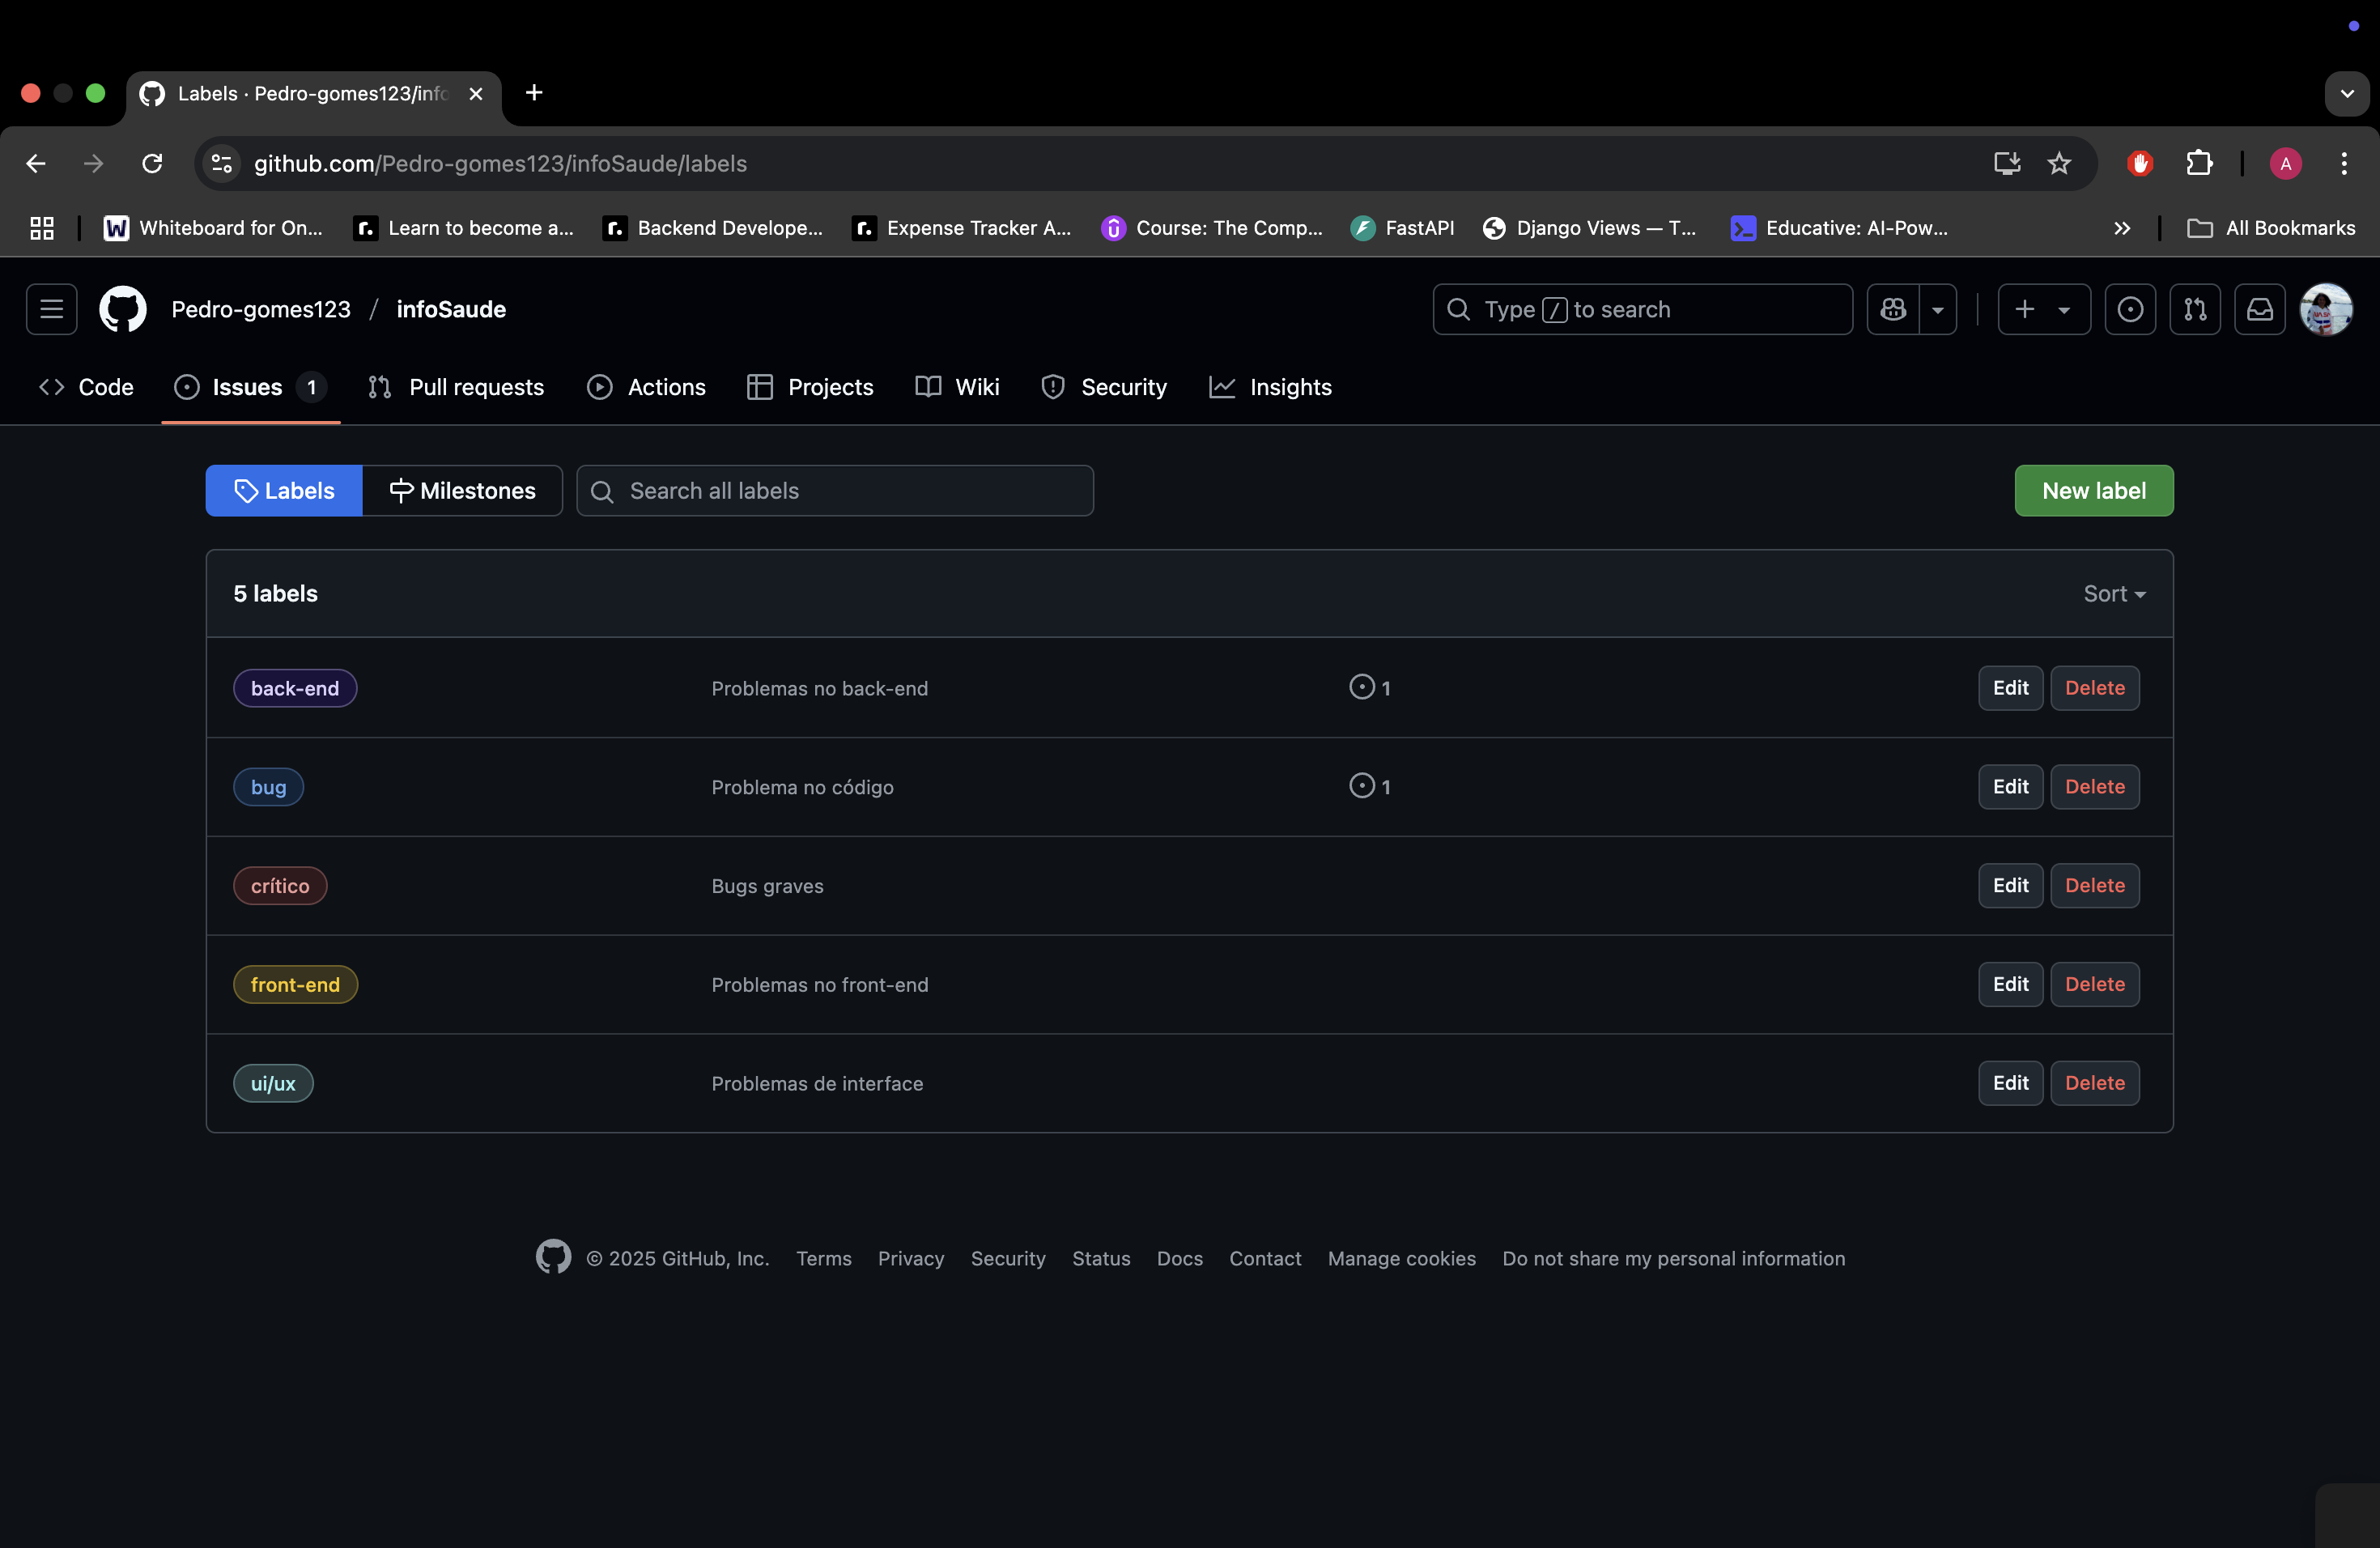 Labels · Pedro-gomes123/info
github.com/Pedro-gomes123/infoSaude/labels
A
Whiteboard for On... Learn to become a... Backend Develope... Expense Tracker A... Course: The Comp... FastAPI Django Views — T... Educative: AI-Pow... All Bookmarks
Pedro-gomes123 / infoSaude Type / to search
Code Issues 1 Pull requests Actions Projects Wiki Security Insights
Labels Milestones Search all labels New label
5 labels Sort
back-end Problemas no back-end 1 Edit Delete
bug Problema no código 1 Edit Delete
crítico Bugs graves Edit Delete
front-end Problemas no front-end Edit Delete
ui/ux Problemas de interface Edit Delete
© 2025 GitHub, Inc. Terms Privacy Security Status Docs Contact Manage cookies Do not share my personal information